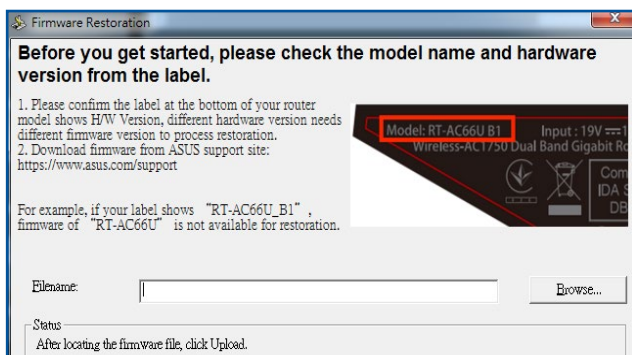 Firmware Restoration
Before you get started, please check the model name and hardware
version from the label.
1. Please confirm the label at the bottom of your router
model shows H/W Version, different hardware version needs
different firmware version to process restoration.
2. Download firmware from ASUS support site:
https://www.asus.com/support
For example, if your label shows “RT-AC66U_B1”,
firmware of “RT-AC66U” is not available for restoration.
Model: RT-AC66U B1 Input : 19V
Wireless-AC1750 Dual Band Gigabit
IDA
DB
Filename:
Browse...
Status
After locating the firmware file, click Upload.